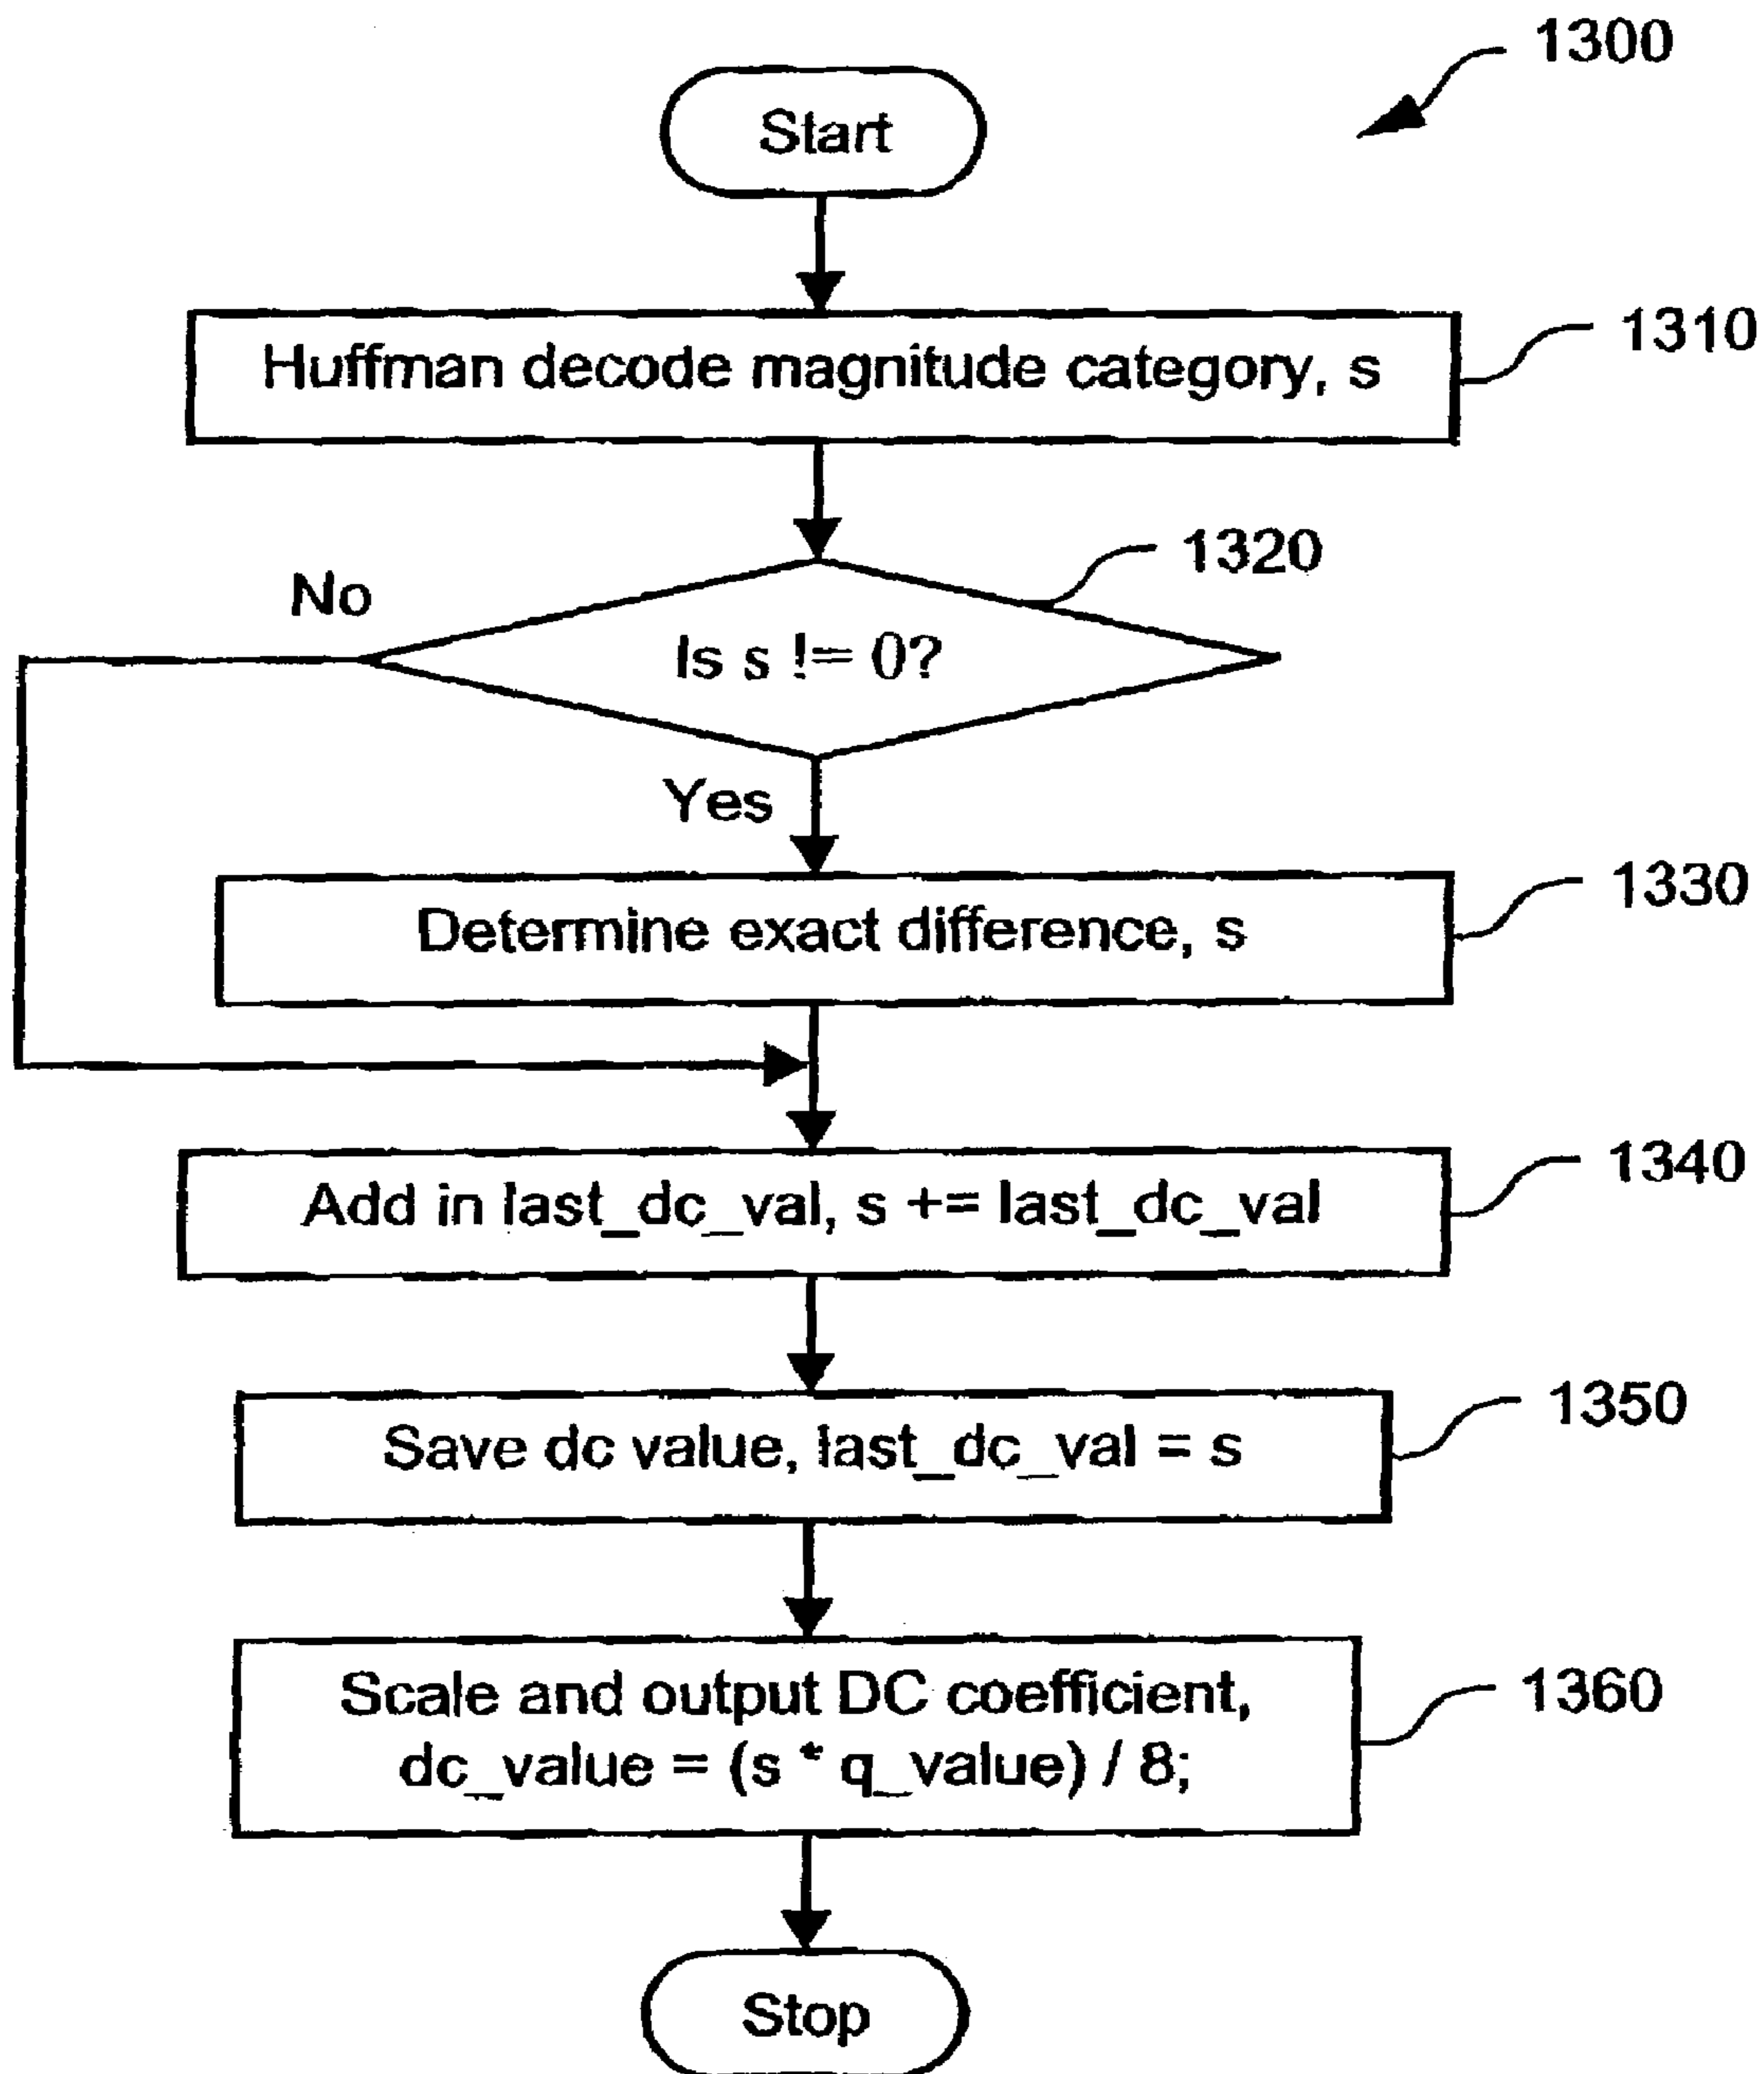 1300
Start
Huffman decode magnitude category, s
1310
1320
No
Is s != 0?
Yes
Determine exact difference, s
1330
Add in last_dc_val, s += last_dc_val
1340
Save dc value, last_dc_val = s
1350
Scale and output DC coefficient,
dc_value = (s * q_value) / 8;
1360
Stop